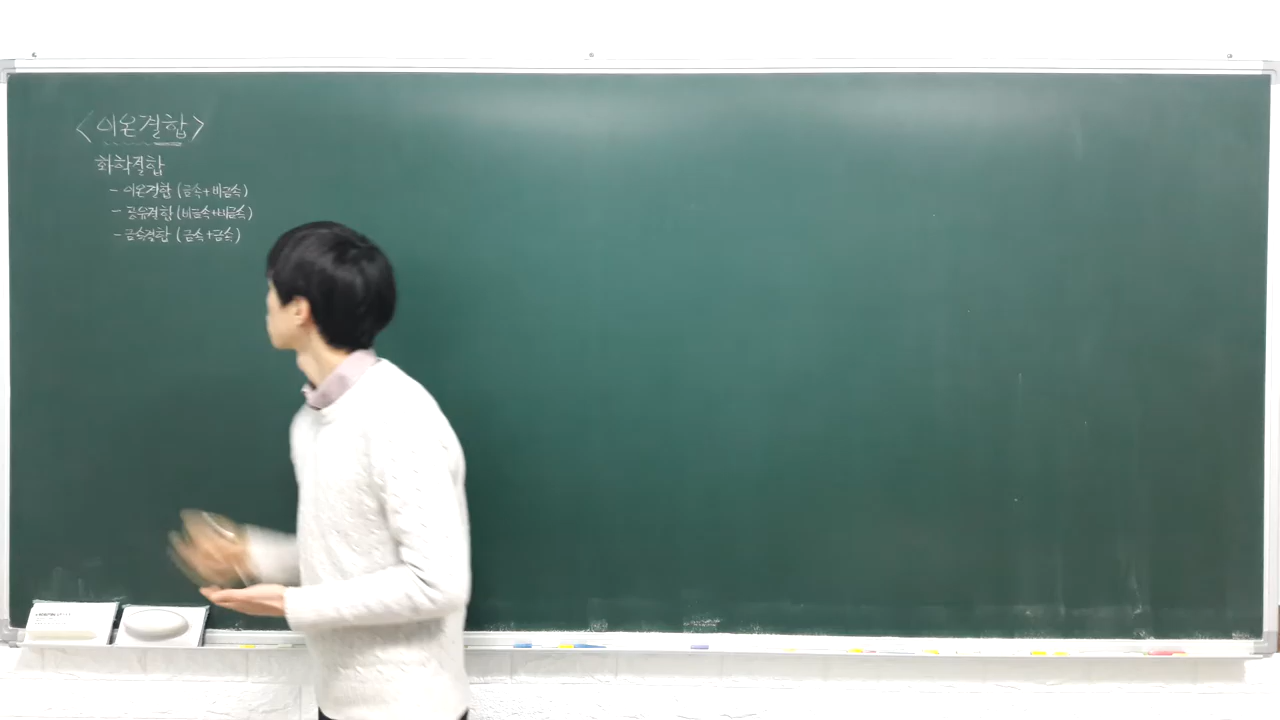 <이온결합>
화학결합
- 이온결합 (금속+비금속)
- 공유결합 (비금속+비금속)
- 금속결합 (금속+금속)